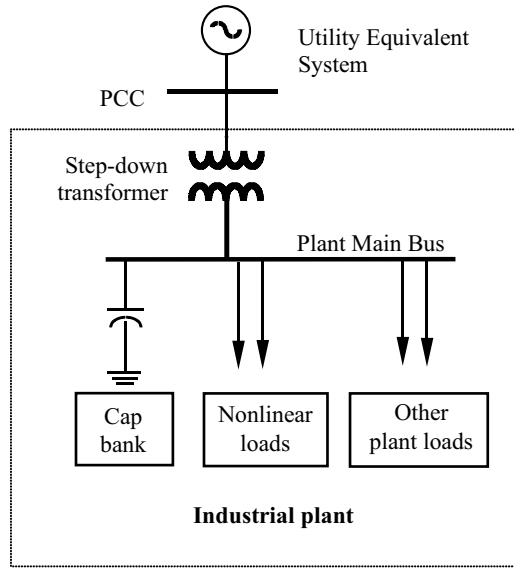 Utility Equivalent
System
PCC
Step-down
transformer
Plant Main Bus
Cap
bank
Nonlinear
loads
Other
plant loads
Industrial plant